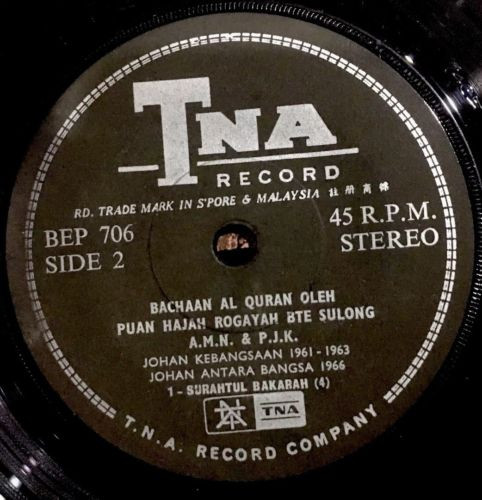 TNA
RECORD
RD. TRADE MARK IN S'PORE & MALAYSIA 註册商標
BEP 706
SIDE 2
45 R.P.M.
STEREO
BACHAAN AL QURAN OLEH
PUAN HAJAH ROGAYAH BTE SULONG
A.M.N. & P.J.K.
JOHAN KEBANGSAAN 1961-1963
JOHAN ANTARA BANGSA 1966
1 - SURAHTUL BAKARAH (4)
TNA
T.N.A. RECORD COMPANY